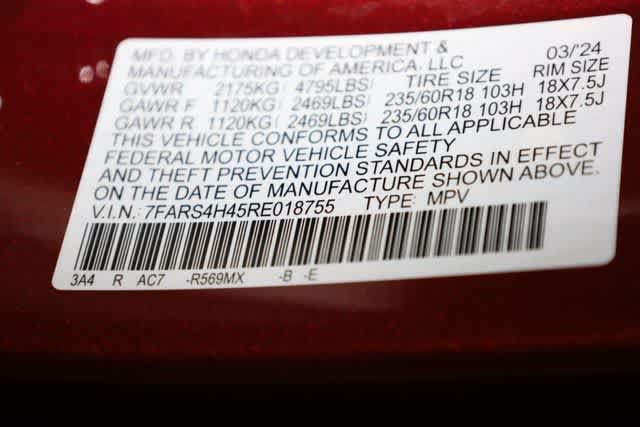 MFD. BY HONDA DEVELOPMENT & 03/'24
MANUFACTURING OF AMERICA, LLC
TIRE SIZE RIM SIZE
GVWR 2175KG( 4795LBS)
GAWR F 1120KG( 2469LBS) 235/60R18 103H 18X7.5J
GAWR R 1120KG( 2469LBS) 235/60R18 103H 18X7.5J
THIS VEHICLE CONFORMS TO ALL APPLICABLE
FEDERAL MOTOR VEHICLE SAFETY
AND THEFT PREVENTION STANDARDS IN EFFECT
ON THE DATE OF MANUFACTURE SHOWN ABOVE.
V.I.N.: 7FARS4H45RE018755 TYPE: MPV
3A4 R AC7 -R569MX -B -E